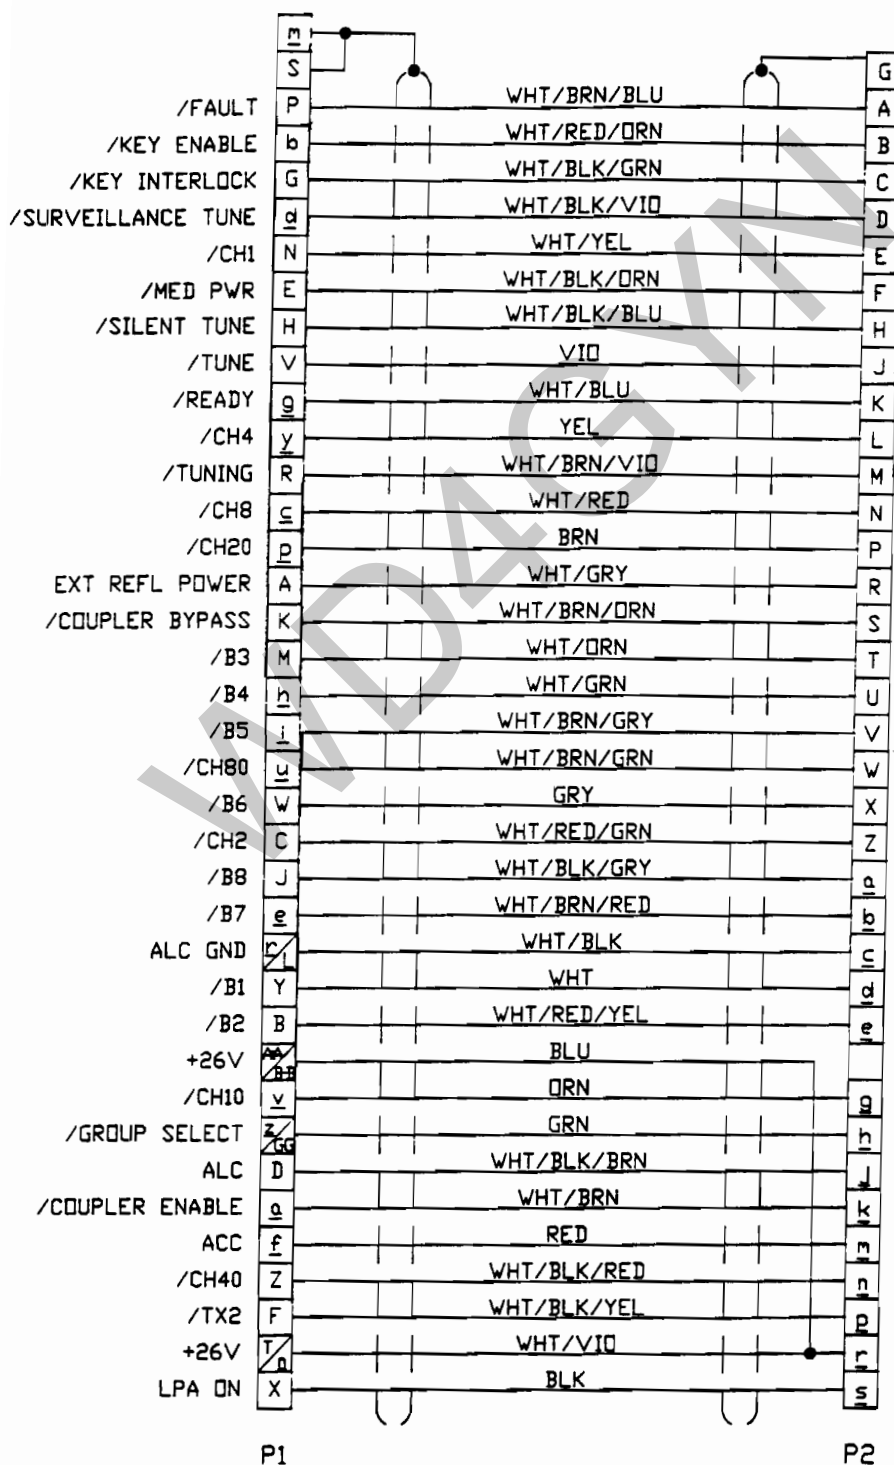 m
S G
/FAULT P WHT/BRN/BLU A
/KEY ENABLE b WHT/RED/ORN B
/KEY INTERLOCK G WHT/BLK/GRN C
/SURVEILLANCE TUNE d WHT/BLK/VIO D
/CH1 N WHT/YEL E
/MED PWR E WHT/BLK/ORN F
/SILENT TUNE H WHT/BLK/BLU H
/TUNE V VIO J
/READY g WHT/BLU K
/CH4 y YEL L
/TUNING R WHT/BRN/VIO M
/CH8 c WHT/RED N
/CH20 p BRN P
EXT REFL POWER A WHT/GRY R
/COUPLER BYPASS K WHT/BRN/ORN S
/B3 M WHT/ORN T
/B4 h WHT/GRN U
/B5 i WHT/BRN/GRY V
/CH80 u WHT/BRN/GRN W
/B6 W GRY X
/CH2 C WHT/RED/GRN Z
/B8 J WHT/BLK/GRY a
/B7 e WHT/BRN/RED b
ALC GND r/L WHT/BLK c
/B1 Y WHT d
/B2 B WHT/RED/YEL e
+26V AA/BB BLU
/CH10 v ORN g
/GROUP SELECT z/GG GRN h
ALC D WHT/BLK/BRN j
/COUPLER ENABLE a WHT/BRN k
ACC f RED m
/CH40 Z WHT/BLK/RED n
/TX2 F WHT/BLK/YEL p
+26V T/n WHT/VIO r
LPA ON X BLK s
P1 P2
WD4GYN